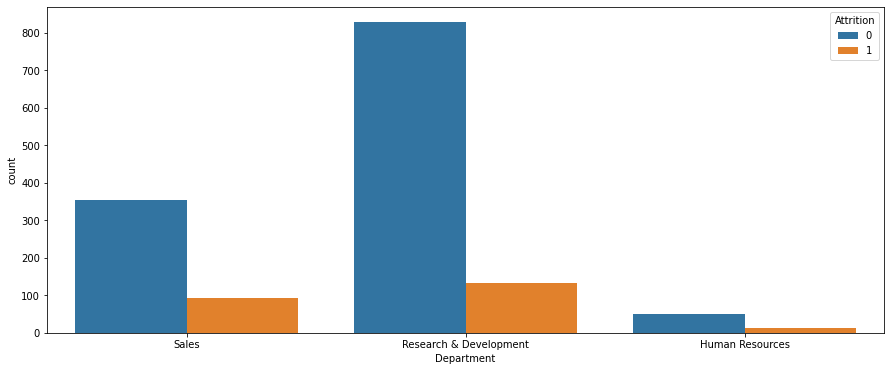 Attrition
0
1
800
700
600
500
400
300
200
100
0
count
Sales
Research & Development
Human Resources
Department